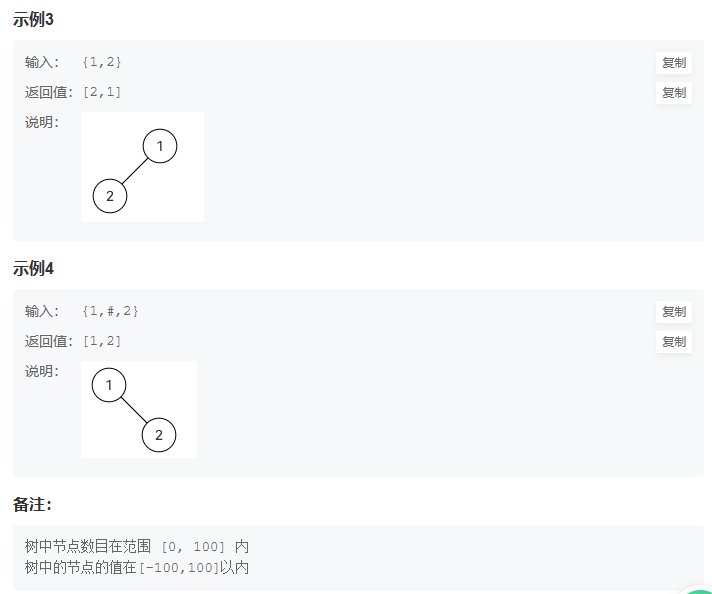 示例3
输入： {1,2} 复制
返回值： [2,1] 复制
说明：
1
2
示例4
输入： {1,#,2} 复制
返回值： [1,2] 复制
说明：
1
2
备注：
树中节点数目在范围 [0, 100] 内
树中的节点的值在[-100,100]以内